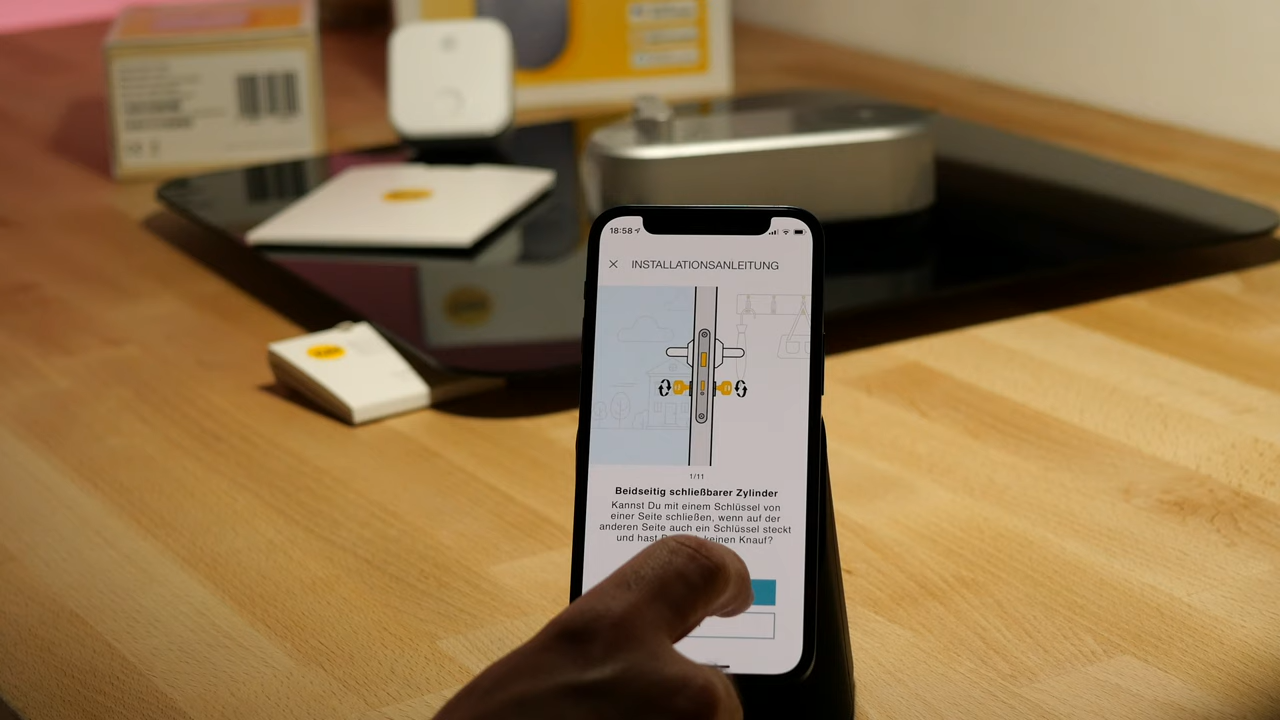 18:58
INSTALLATIONSANLEITUNG
1/11
Beidseitig schließbarer Zylinder
Kannst Du mit einem Schlüssel von
einer Seite schließen, wenn auf der
anderen Seite auch ein Schlüssel steckt
und hast keinen Knauf?